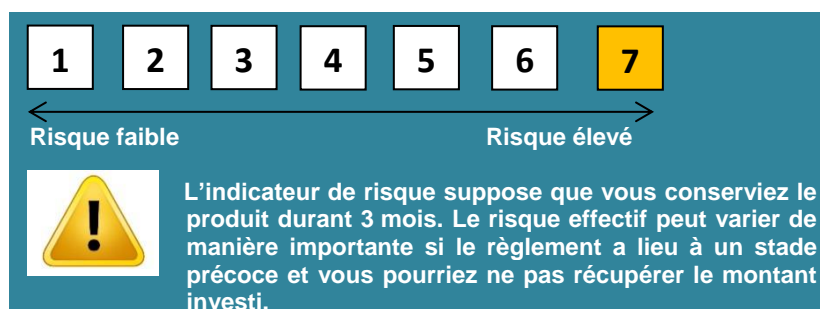 1 2 3 4 5 6 7
Risque faible Risque élevé
L’indicateur de risque suppose que vous conserviez le
produit durant 3 mois. Le risque effectif peut varier de
manière importante si le règlement a lieu à un stade
précoce et vous pourriez ne pas récupérer le montant
investi.